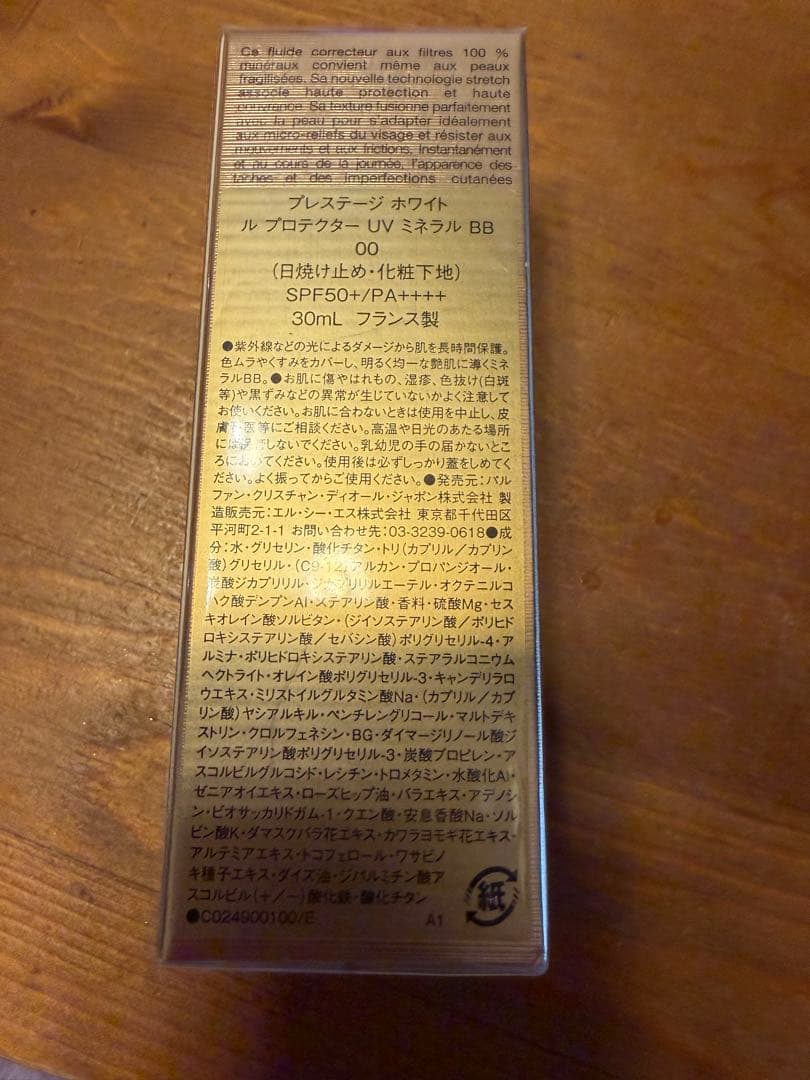 Ce fluide correcteur aux filtres 100 %
minéraux convient même aux peaux
fragilisées. Sa nouvelle technologie stretch
associe haute protection et haute
couvrance. Sa texture fusionne parfaitement
avec la peau pour s'adapter idéalement
aux micro-reliefs du visage et résister aux
mouvements et aux frictions. Instantanément
et au cours de la journée, l'apparence des
taches et des imperfections cutanées
プレステージ ホワイト
ル プロテクター UV ミネラル BB
00
(日焼け止め・化粧下地)
SPF50+/PA++++
30mL フランス製
●紫外線などの光によるダメージから肌を長時間保護。
色ムラやくすみをカバーし、明るく均一な艶肌に導くミネ
ラルBB。●お肌に傷やはれもの、湿疹、色抜け(白斑
等)や黒ずみなどの異常が生じていないかよく注意して
お使いください。お肌に合わないときは使用を中止し、皮
膚科医等にご相談ください。高温や日光のあたる場所
には しないでください。乳幼児の手の届かないとこ
ろにおいてください。使用後は必ずしっかり蓋をしめてく
ださい。よく振ってからご使用ください。●発売元:パル
ファン・クリスチャン・ディオール・ジャポン株式会社 製
造販売元:エル・シー・エス株式会社 東京都千代田区
平河町2-1-1 お問い合わせ先:03-3239-0618●成
分:水・グリセリン・酸化チタン・トリ(カプリル/カプリン
酸)グリセリル・(C9-12)アルカン・プロパンジオール・
炭酸ジカプリリル・ジカプリリルエーテル・オクテニルコ
ハク酸デンプンAl・ステアリン酸・香料・硫酸Mg・セス
キオレイン酸ソルビタン・(ジイソステアリン酸/ポリヒド
ロキシステアリン酸/セバシン酸)ポリグリセリル-4・ア
ルミナ・ポリヒドロキシステアリン酸・ステアラルコニウム
ヘクトライト・オレイン酸ポリグリセリル-3・キャンデリラロ
ウエキス・ミリストイルグルタミン酸Na・(カプリル/カプ
リン酸)ヤシアルキル・ペンチレングリコール・マルトデキ
ストリン・クロルフェネシン・BG・ダイマージリノール酸ジ
イソステアリン酸ポリグリセリル-3・炭酸プロピレン・ア
スコルビルグルコシド・レシチン・トロメタミン・水酸化Al・
ゼニアオイエキス・ローズヒップ油・バラエキス・アデノシ
ン・ビオサッカリドガム-1・クエン酸・安息香酸Na・ソル
ビン酸K・ダマスクバラ花エキス・カワラヨモギ花エキス・
アルテミアエキス・トコフェロール・ワサビノ
キ種子エキス・ダイズ油・ジパルミチン酸ア
スコルビル(+/-)酸化鉄・酸化チタン
●C024900100/E A1
紙